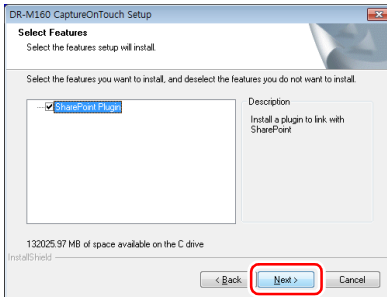 DR-M160 CaptureOnTouch Setup
Select Features
Select the features setup will install.
Select the features you want to install, and deselect the features you do not want to install.
SharePoint Plugin
Description
Install a plugin to link with
SharePoint
132025.97 MB of space available on the C drive
InstallShield
< Back
Next >
Cancel